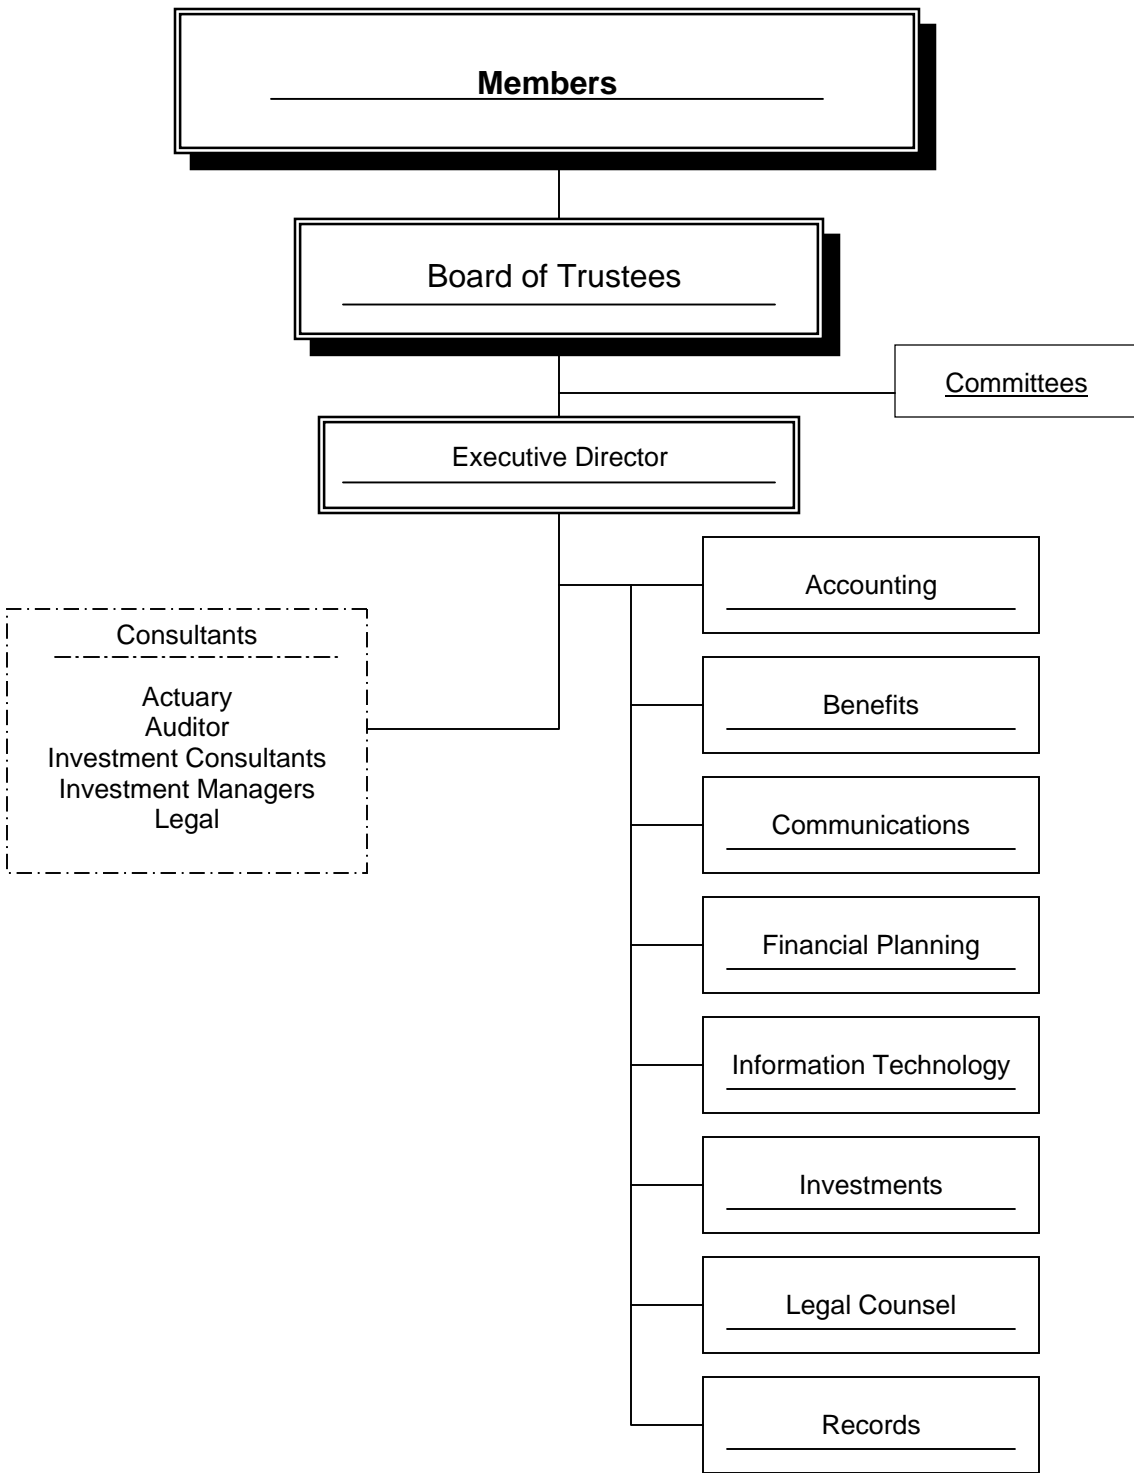 Members
Board of Trustees
Committees
Executive Director
Consultants
Actuary
Auditor
Investment Consultants
Investment Managers
Legal
Accounting
Benefits
Communications
Financial Planning
Information Technology
Investments
Legal Counsel
Records